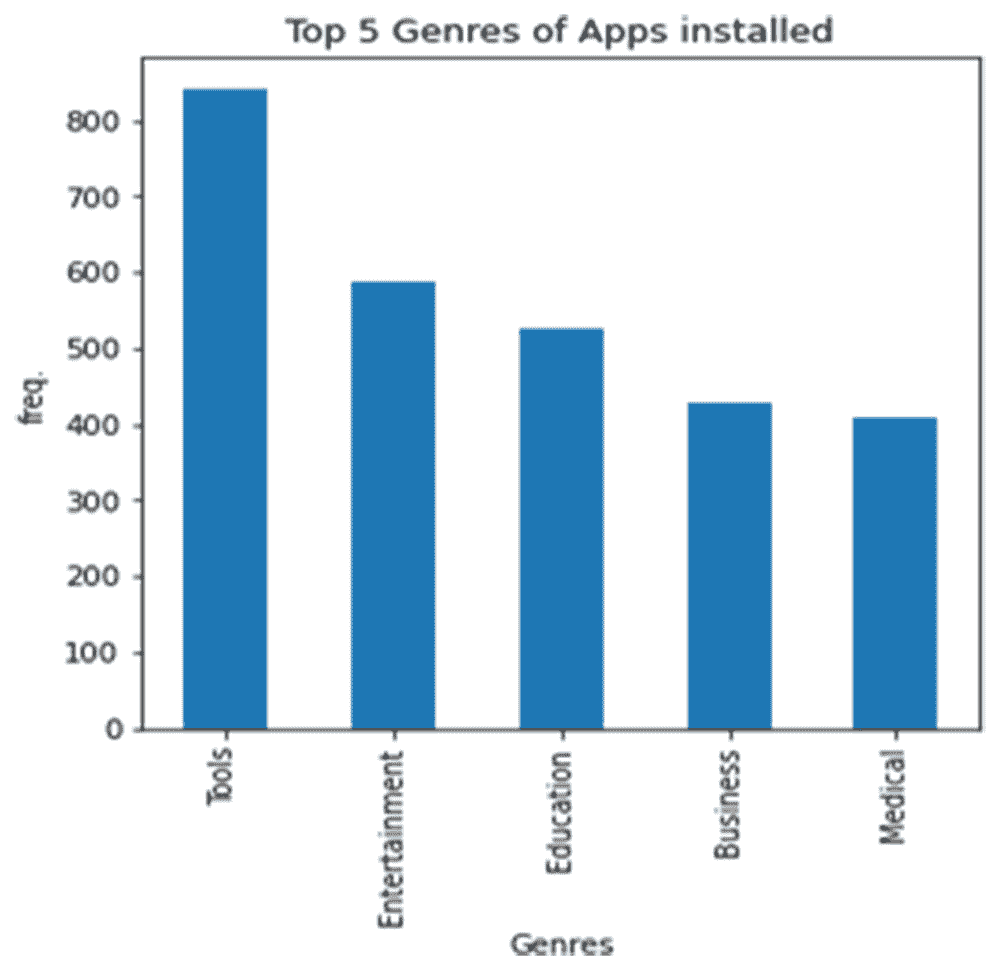 Top 5 Genres of Apps installed
800
700
600
500
400
300
200
100
0
freq.
Tools
Entertainment
Education
Business
Medical
Genres